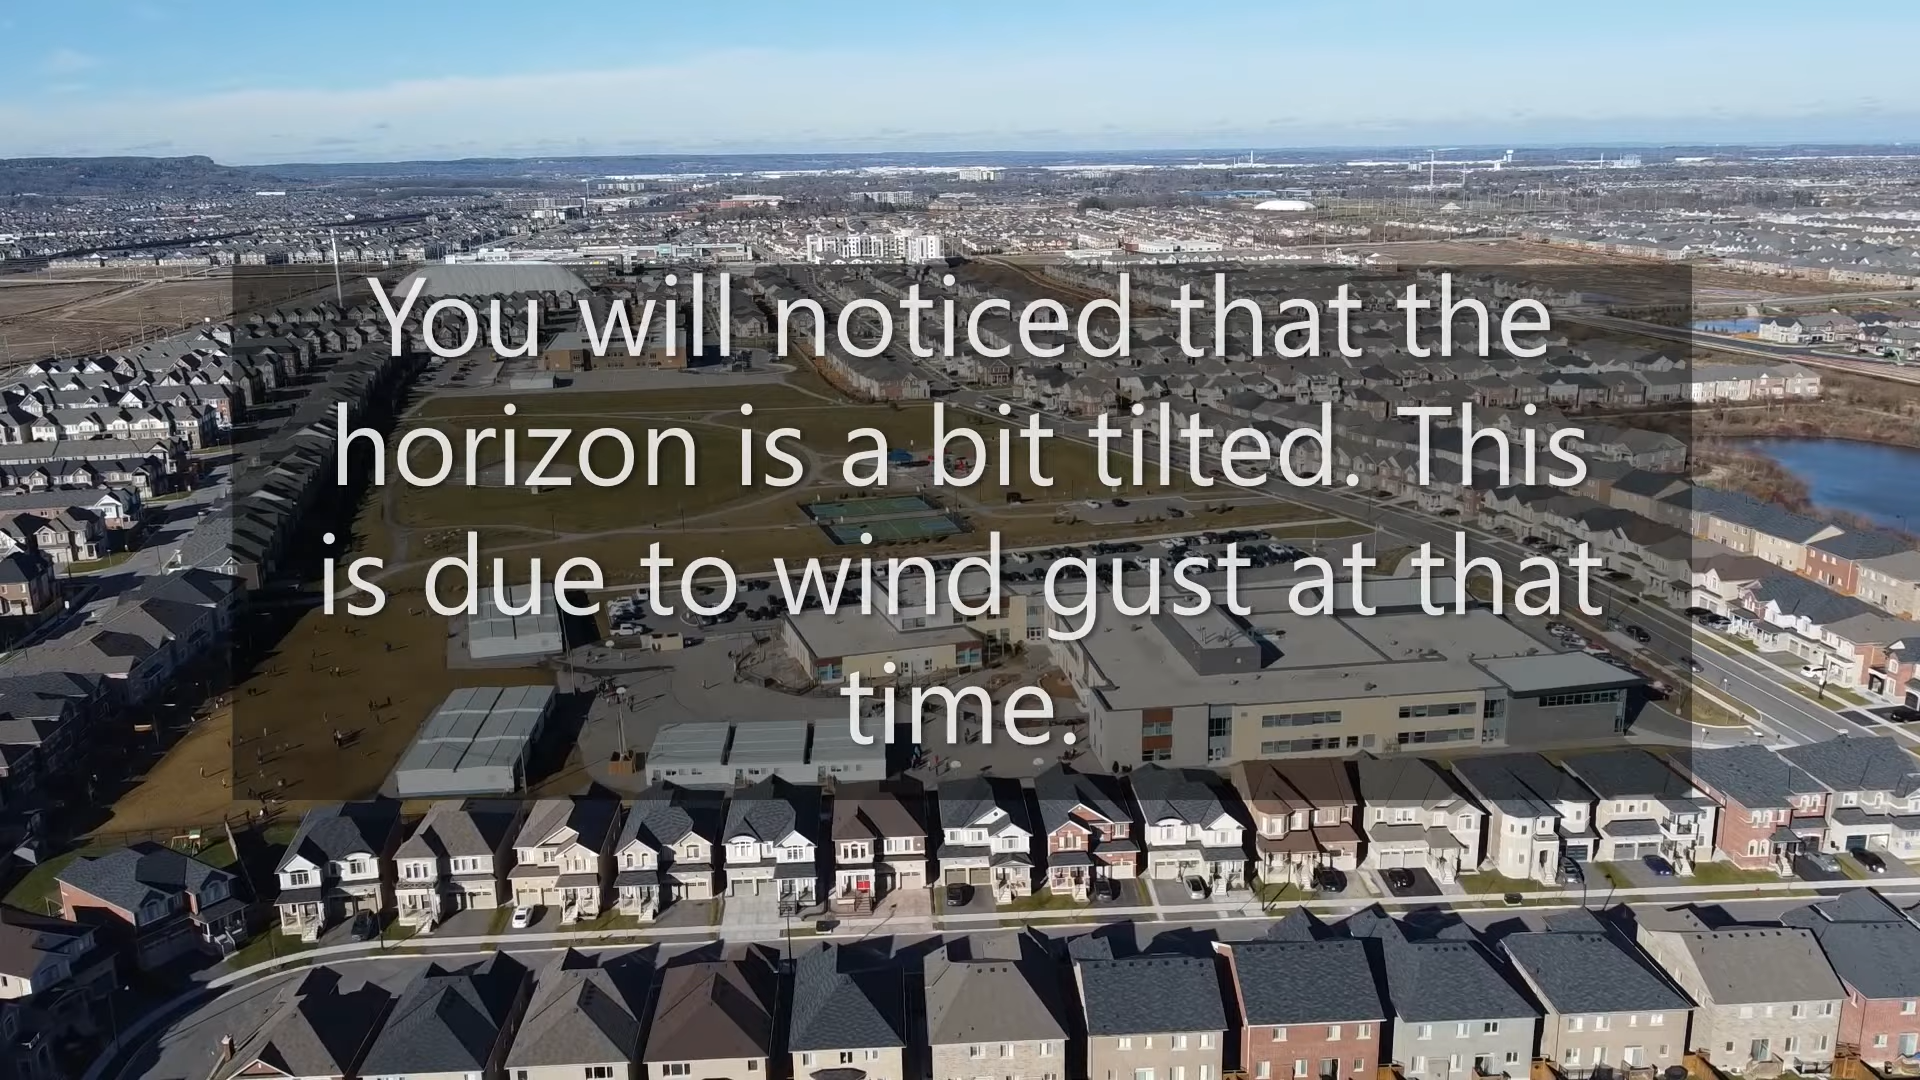 You will noticed that the
horizon is a bit tilted. This
is due to wind gust at that
time.